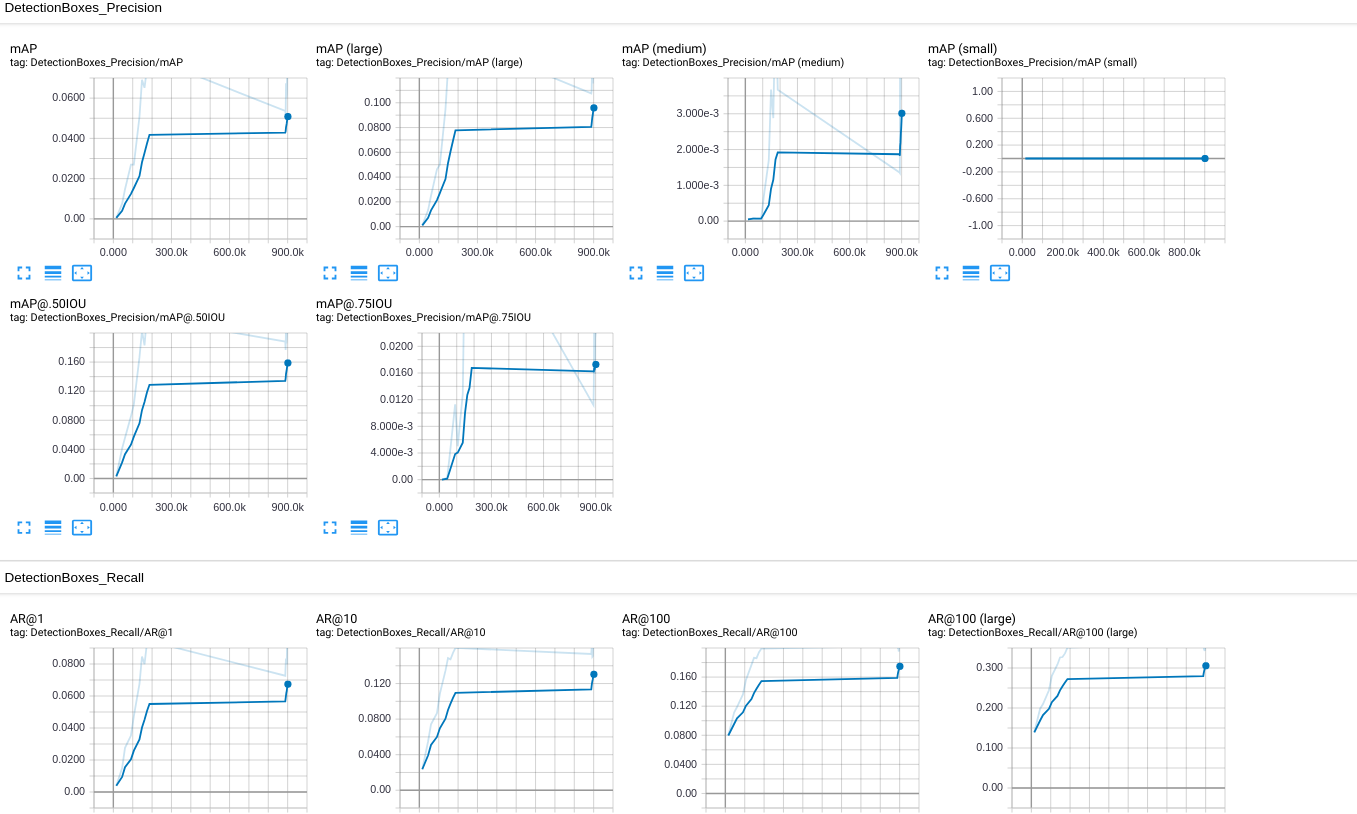 DetectionBoxes_Precision
mAP
tag: DetectionBoxes_Precision/mAP
0.0600
0.0400
0.0200
0.00
0.000 300.0k 600.0k 900.0k
mAP (large)
tag: DetectionBoxes_Precision/mAP (large)
0.100
0.0800
0.0600
0.0400
0.0200
0.00
0.000 300.0k 600.0k 900.0k
mAP (medium)
tag: DetectionBoxes_Precision/mAP (medium)
3.000e-3
2.000e-3
1.000e-3
0.00
0.000 300.0k 600.0k 900.0k
mAP (small)
tag: DetectionBoxes_Precision/mAP (small)
1.00
0.600
0.200
-0.200
-0.600
-1.00
0.000 200.0k 400.0k 600.0k 800.0k
mAP@.50IOU
tag: DetectionBoxes_Precision/mAP@.50IOU
0.160
0.120
0.0800
0.0400
0.00
0.000 300.0k 600.0k 900.0k
mAP@.75IOU
tag: DetectionBoxes_Precision/mAP@.75IOU
0.0200
0.0160
0.0120
8.000e-3
4.000e-3
0.00
0.000 300.0k 600.0k 900.0k
DetectionBoxes_Recall
AR@1
tag: DetectionBoxes_Recall/AR@1
0.0800
0.0600
0.0400
0.0200
0.00
AR@10
tag: DetectionBoxes_Recall/AR@10
0.120
0.0800
0.0400
0.00
AR@100
tag: DetectionBoxes_Recall/AR@100
0.160
0.120
0.0800
0.0400
0.00
AR@100 (large)
tag: DetectionBoxes_Recall/AR@100 (large)
0.300
0.200
0.100
0.00